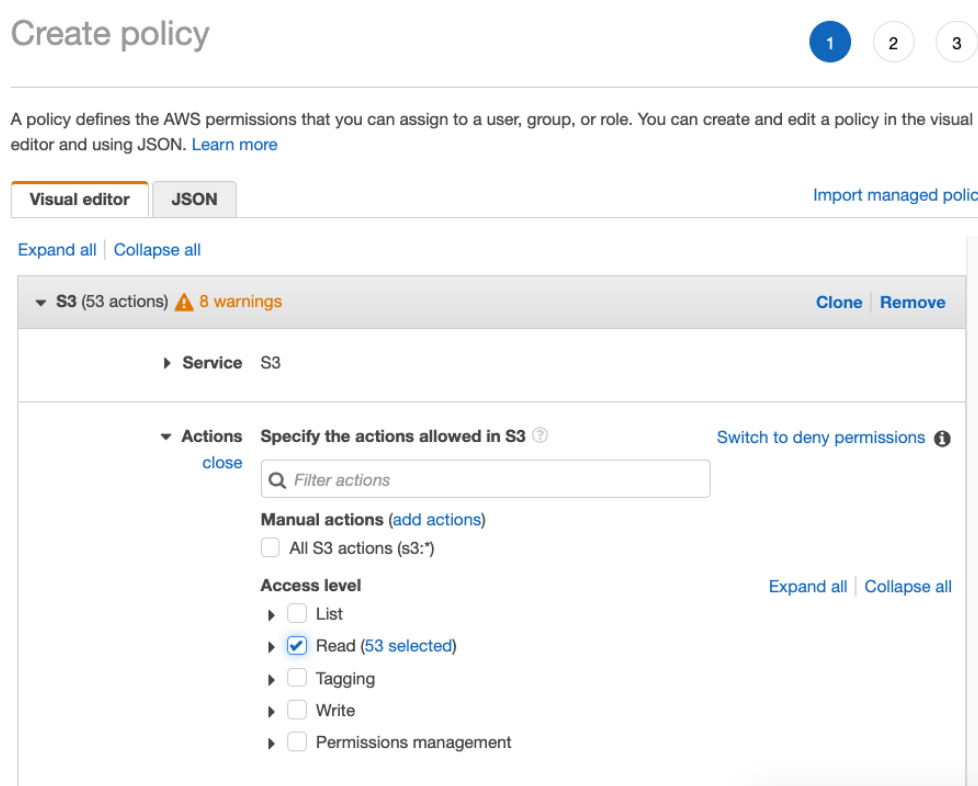 Create policy
1 2 3
A policy defines the AWS permissions that you can assign to a user, group, or role. You can create and edit a policy in the visual
editor and using JSON. Learn more
Visual editor JSON Import managed polic
Expand all Collapse all
S3 (53 actions) 8 warnings Clone Remove
Service S3
Actions Specify the actions allowed in S3 ? Switch to deny permissions i
close
Filter actions
Manual actions (add actions)
All S3 actions (s3:*)
Access level Expand all Collapse all
List
Read (53 selected)
Tagging
Write
Permissions management